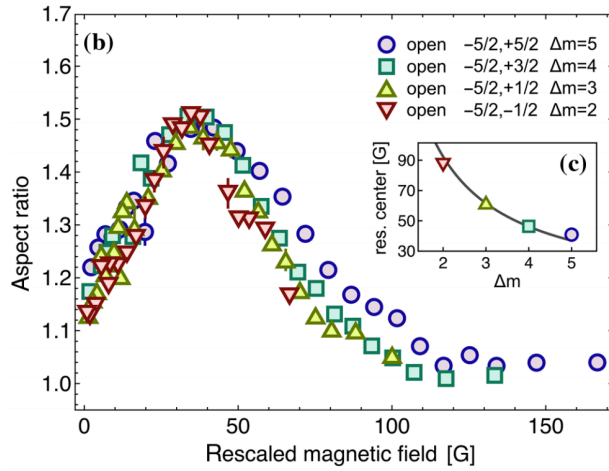 (b)
open −5/2,+5/2 Δm=5
open −5/2,+3/2 Δm=4
open −5/2,+1/2 Δm=3
open −5/2,−1/2 Δm=2
(c)
res. center [G]
90
70
50
30
2 3 4 5
Δm
Aspect ratio
1.7
1.6
1.5
1.4
1.3
1.2
1.1
1.0
0 50 100 150
Rescaled magnetic field [G]